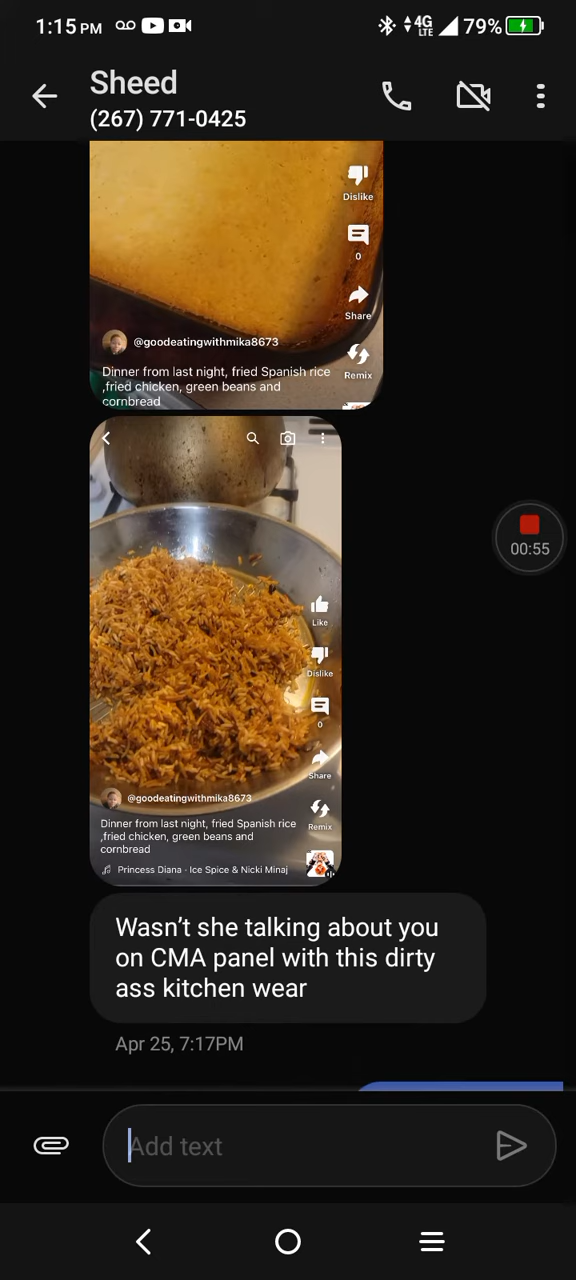 1:15 PM
4G
LTE
79%
Sheed
(267) 771-0425
Dislike
0
Share
@goodeatingwithmika8673
Remix
Dinner from last night, fried Spanish rice
,fried chicken, green beans and
cornbread
Like
Dislike
0
Share
@goodeatingwithmika8673
Remix
Dinner from last night, fried Spanish rice
,fried chicken, green beans and
cornbread
Princess Diana · Ice Spice & Nicki Minaj
00:55
Wasn’t she talking about you
on CMA panel with this dirty
ass kitchen wear
Apr 25, 7:17PM
Add text